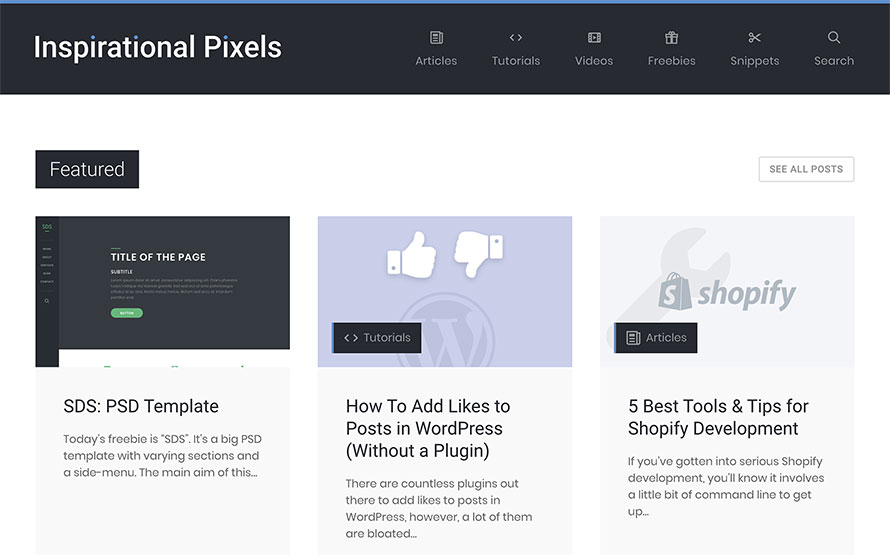 Inspirational Pixels
Articles
Tutorials
Videos
Freebies
Snippets
Search
Featured
SEE ALL POSTS
SDS
TITLE OF THE PAGE
SUBTITLE
BUTTON
SDS: PSD Template
Today's freebie is "SDS". It's a big PSD
template with varying sections and
a side-menu. The main aim of this...
Tutorials
How To Add Likes to
Posts in WordPress
(Without a Plugin)
There are countless plugins out
there to add likes to posts in
WordPress, however, a lot of them
are bloated...
shopify
Articles
5 Best Tools & Tips for
Shopify Development
If you've gotten into serious Shopify
development, you'll know it involves
a little bit of command line to get
up...